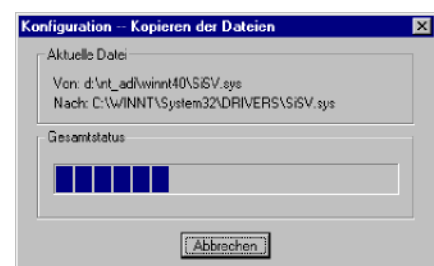 Konfiguration -- Kopieren der Dateien
Aktuelle Datei
Von: d:\nt_adi\winnt40\SiSV.sys
Nach: C:\WINNT\System32\DRIVERS\SiSV.sys
Gesamtstatus
Abbrechen